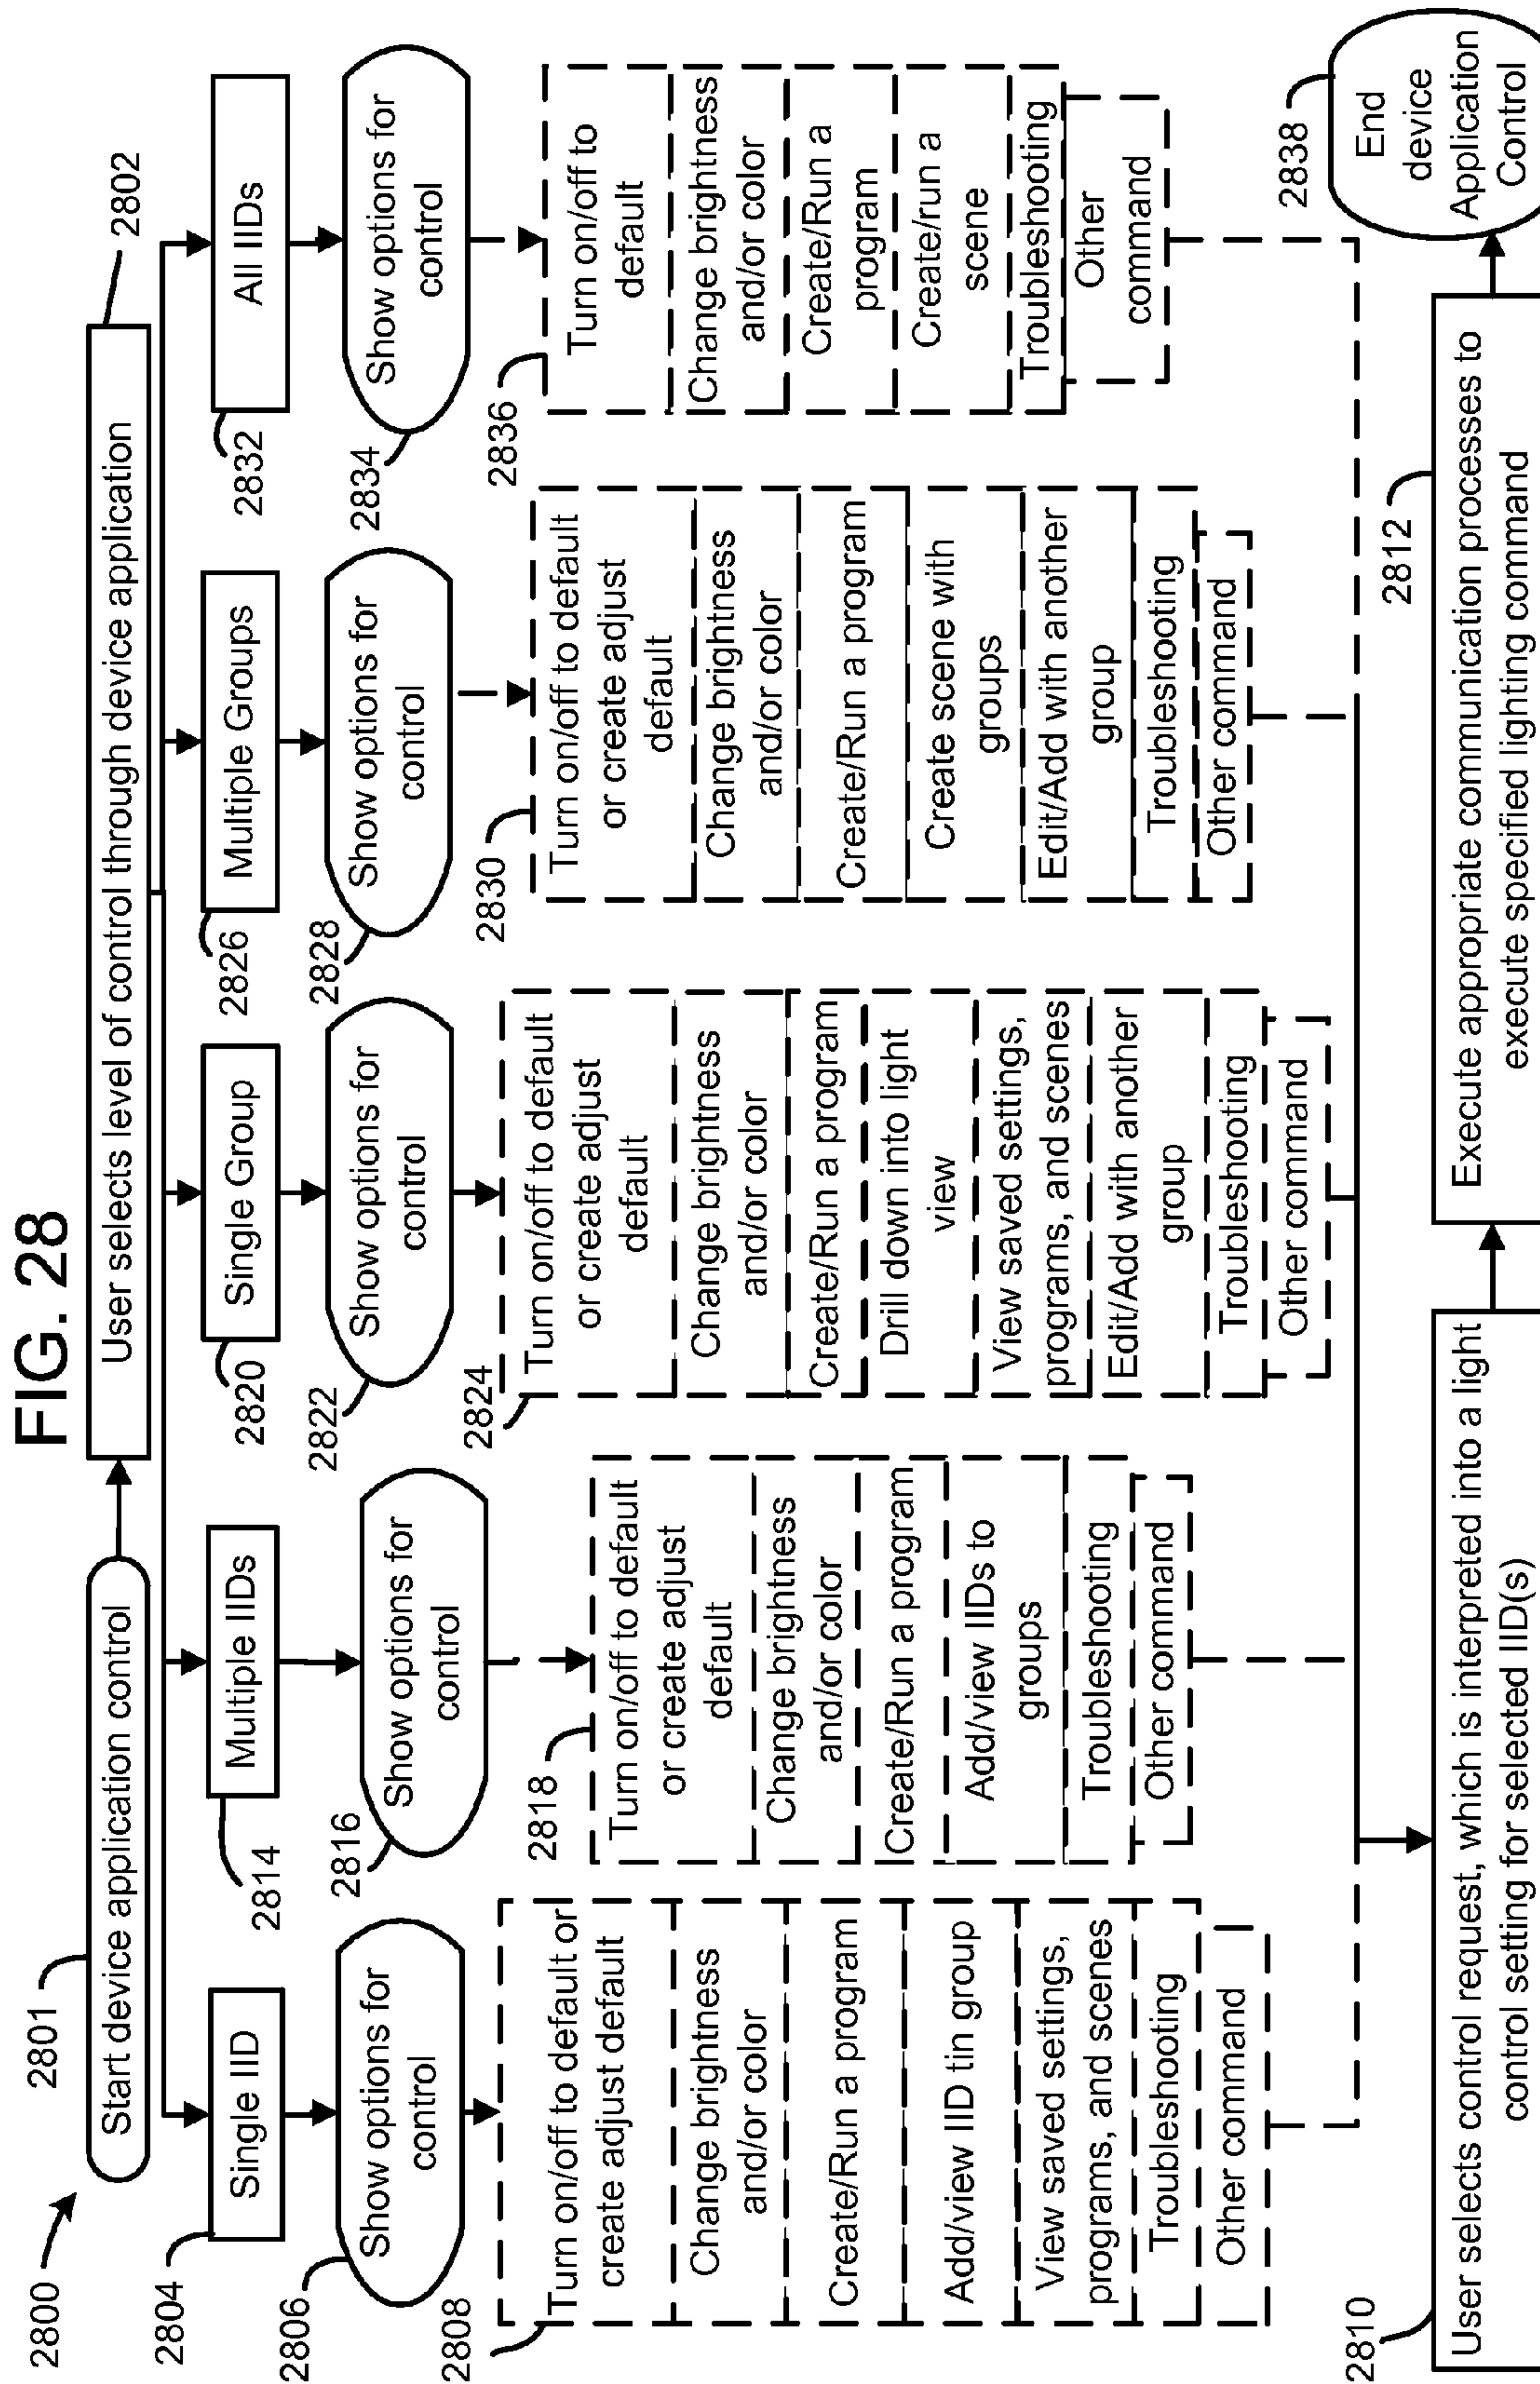 FIG. 28
2800
2801
Start device application control
User selects level of control through device application
2802
2804
Single IID
2806
Show options for
control
2808
Turn on/off to default or
create adjust default
Change brightness
and/or color
Create/Run a program
Add/view IID tin group
View saved settings,
programs, and scenes
Troubleshooting
Other command
2814
Multiple IIDs
2816
Show options for
control
2818
Turn on/off to default
or create adjust
default
Change brightness
and/or color
Create/Run a program
Add/view IIDs to
groups
Troubleshooting
Other command
2820
Single Group
2822
Show options for
control
2824
Turn on/off to default
or create adjust
default
Change brightness
and/or color
Create/Run a program
Drill down into light
view
View saved settings,
programs, and scenes
Edit/Add with another
group
Troubleshooting
Other command
2826
Multiple Groups
2828
Show options for
control
2830
Turn on/off to default
or create adjust
default
Change brightness
and/or color
Create/Run a program
Create scene with
groups
Edit/Add with another
group
Troubleshooting
Other command
2832
All IIDs
2834
Show options for
control
2836
Turn on/off to
default
Change brightness
and/or color
Create/Run a
program
Create/run a
scene
Troubleshooting
Other
command
2810
User selects control request, which is interpreted into a light
control setting for selected IID(s)
2812
Execute appropriate communication processes to
execute specified lighting command
2838
End
device
Application
Control